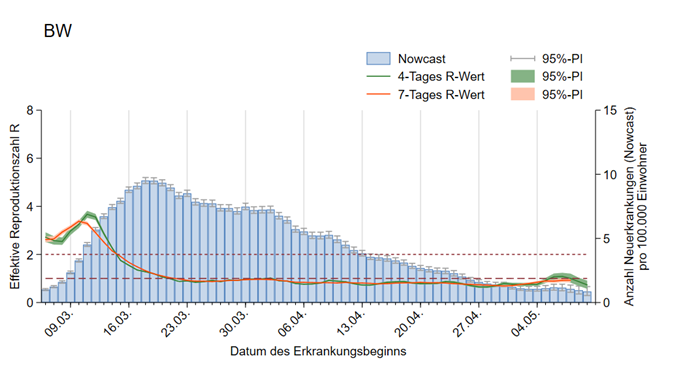 BW
Nowcast 95%-PI
4-Tages R-Wert 95%-PI
7-Tages R-Wert 95%-PI
Effektive Reproduktionszahl R
8
6
4
2
0
15
10
5
0
Anzahl Neuerkrankungen (Nowcast)
pro 100.000 Einwohner
09.03. 16.03. 23.03. 30.03. 06.04. 13.04. 20.04. 27.04. 04.05.
Datum des Erkrankungsbeginns